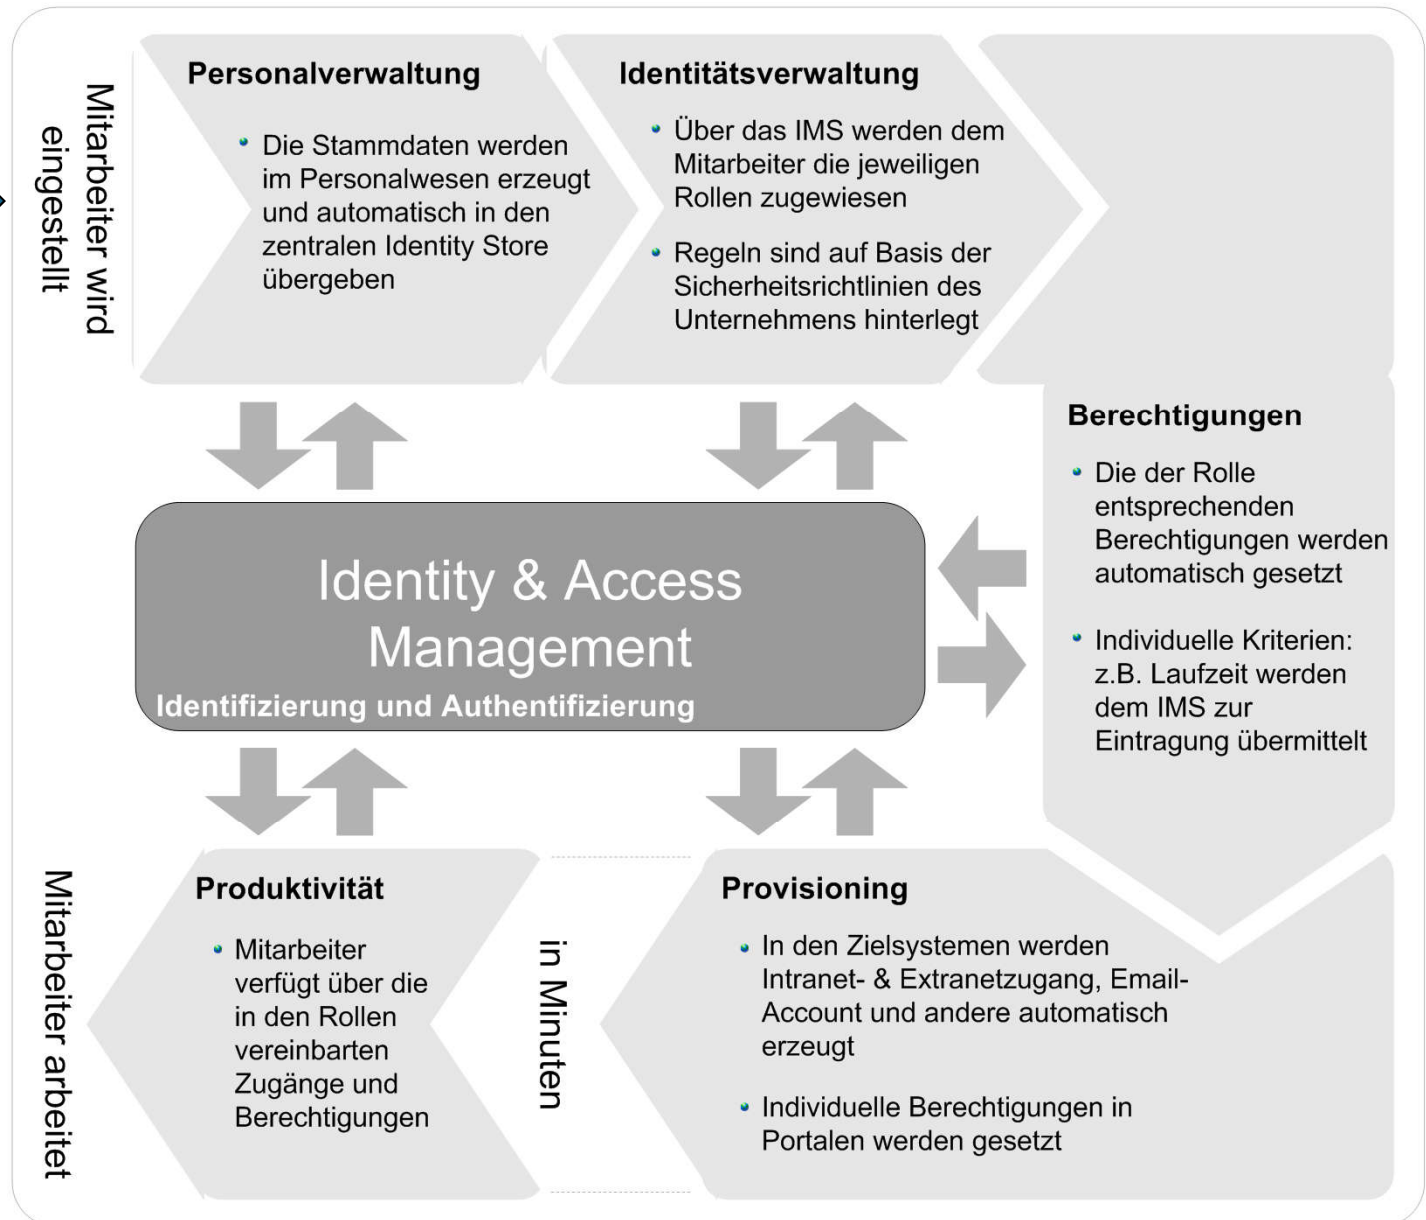 Mitarbeiter wird
eingestellt
Personalverwaltung
Die Stammdaten werden
im Personalwesen erzeugt
und automatisch in den
zentralen Identity Store
übergeben
Identitätsverwaltung
Über das IMS werden dem
Mitarbeiter die jeweiligen
Rollen zugewiesen
Regeln sind auf Basis der
Sicherheitsrichtlinien des
Unternehmens hinterlegt
Berechtigungen
Die der Rolle
entsprechenden
Berechtigungen werden
automatisch gesetzt
Individuelle Kriterien:
z.B. Laufzeit werden
dem IMS zur
Eintragung übermittelt
Identity & Access
Management
Identifizierung und Authentifizierung
Provisioning
In den Zielsystemen werden
Intranet- & Extranetzugang, Email-
Account und andere automatisch
erzeugt
Individuelle Berechtigungen in
Portalen werden gesetzt
in Minuten
Produktivität
Mitarbeiter
verfügt über die
in den Rollen
vereinbarten
Zugänge und
Berechtigungen
Mitarbeiter arbeitet